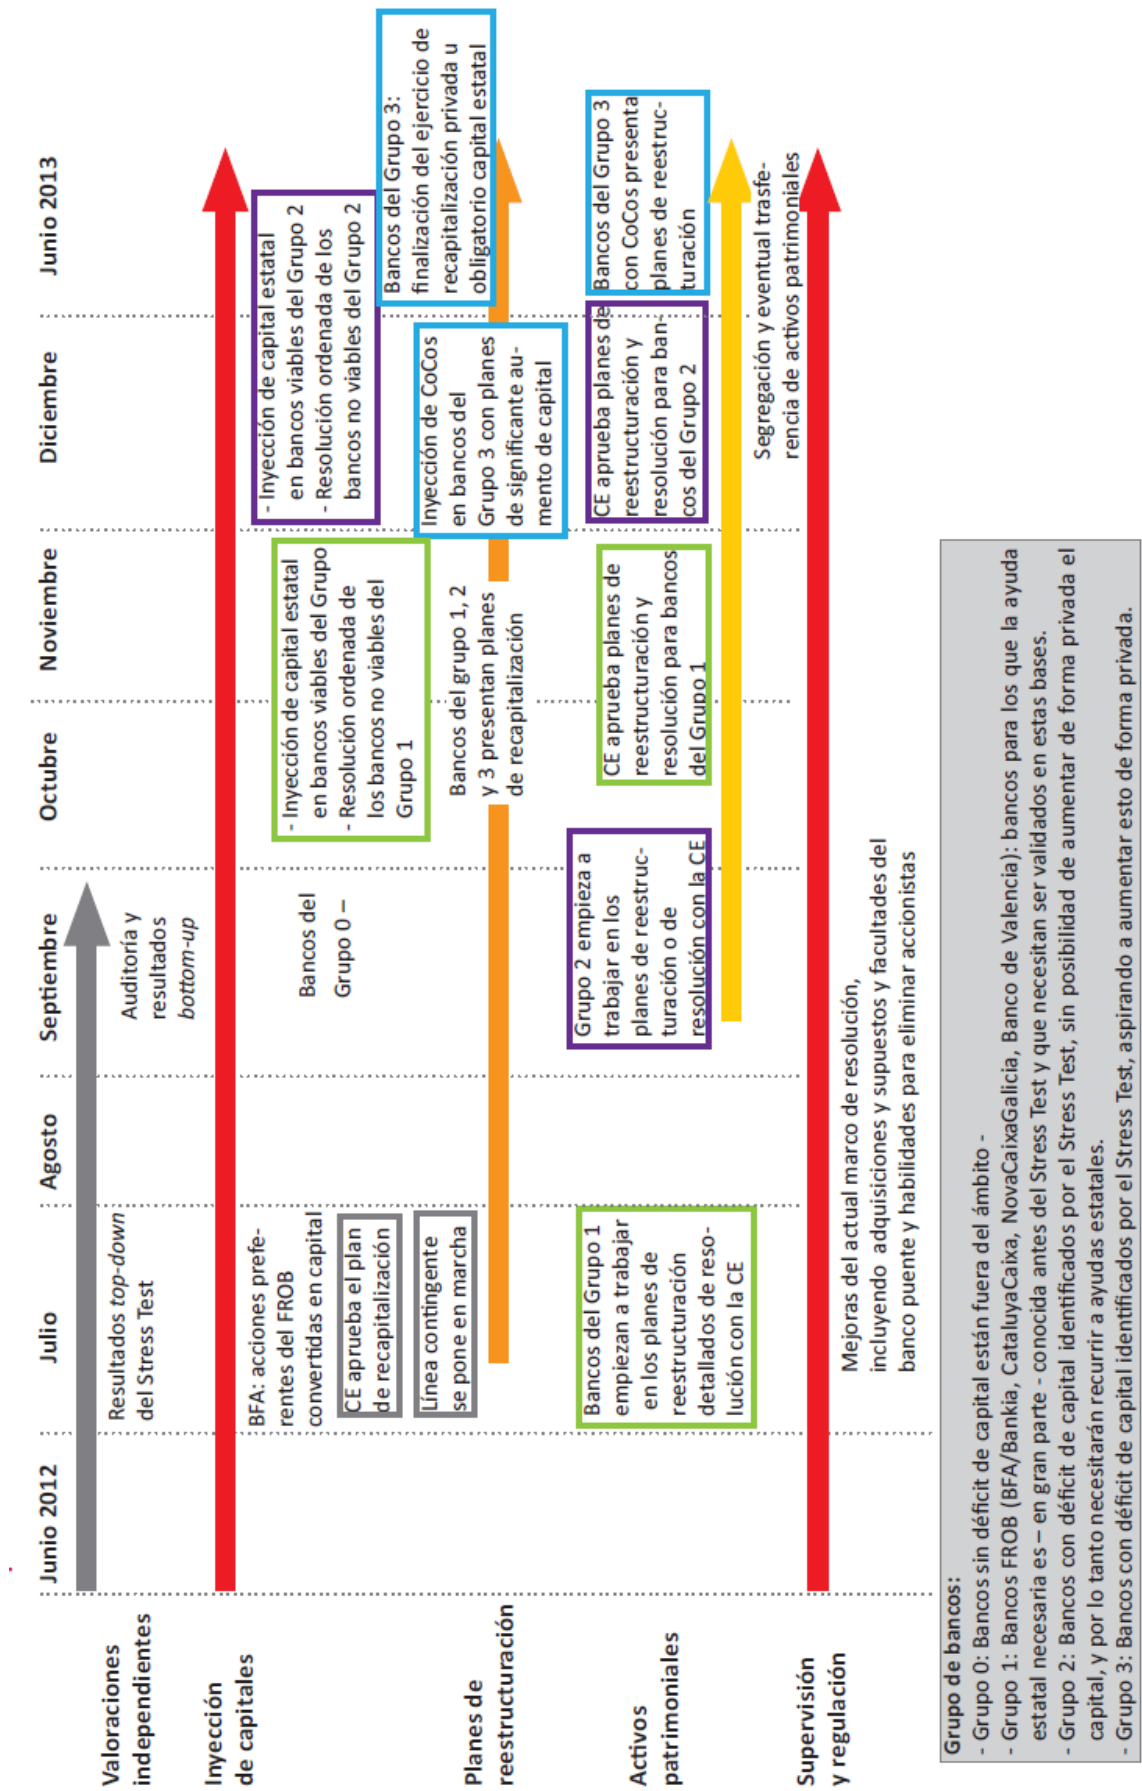 Junio 2012
Julio
Agosto
Septiembre
Octubre
Noviembre
Diciembre
Junio 2013
Valoraciones
independientes
Resultados top-down
del Stress Test
Auditoría y
resultados
bottom-up
Inyección
de capitales
BFA: acciones prefe-
rentes del FROB
convertidas en capital
CE aprueba el plan
de recapitalización
Línea contingente
se pone en marcha
Bancos del
Grupo 0 –
- Inyección de capital estatal
en bancos viables del Grupo
- Resolución ordenada de
los bancos no viables del
Grupo 1
- Inyección de capital estatal
en bancos viables del Grupo 2
- Resolución ordenada de los
bancos no viables del Grupo 2
Bancos del Grupo 3:
finalización del ejercicio de
recapitalización privada u
obligatorio capital estatal
Inyección de CoCos
en bancos del
Grupo 3 con planes
de significante au-
mento de capital
Planes de
reestructuración
Bancos del grupo 1, 2
y 3 presentan planes
de recapitalización
Bancos del Grupo 1
empiezan a trabajar
en los planes de
reestructuración
detallados de reso-
lución con la CE
Grupo 2 empieza a
trabajar en los
planes de reestruc-
turación o de
resolución con la CE
CE aprueba planes de
reestructuración y
resolución para bancos
del Grupo 1
CE aprueba planes de
reestructuración y
resolución para ban-
cos del Grupo 2
Bancos del Grupo 3
con CoCos presenta
planes de reestruc-
turación
Activos
patrimoniales
Segregación y eventual trasfe-
rencia de activos patrimoniales
Supervisión
y regulación
Mejoras del actual marco de resolución,
incluyendo adquisiciones y supuestos y facultades del
banco puente y habilidades para eliminar accionistas
Grupo de bancos:
- Grupo 0: Bancos sin déficit de capital están fuera del ámbito -
- Grupo 1: Bancos FROB (BFA/Bankia, CataluyaCaixa, NovaCaixaGalicia, Banco de Valencia): bancos para los que la ayuda
estatal necesaria es – en gran parte - conocida antes del Stress Test y que necesitan ser validados en estas bases.
- Grupo 2: Bancos con déficit de capital identificados por el Stress Test, sin posibilidad de aumentar de forma privada el
capital, y por lo tanto necesitarán recurrir a ayudas estatales.
- Grupo 3: Bancos con déficit de capital identificados por el Stress Test, aspirando a aumentar esto de forma privada.